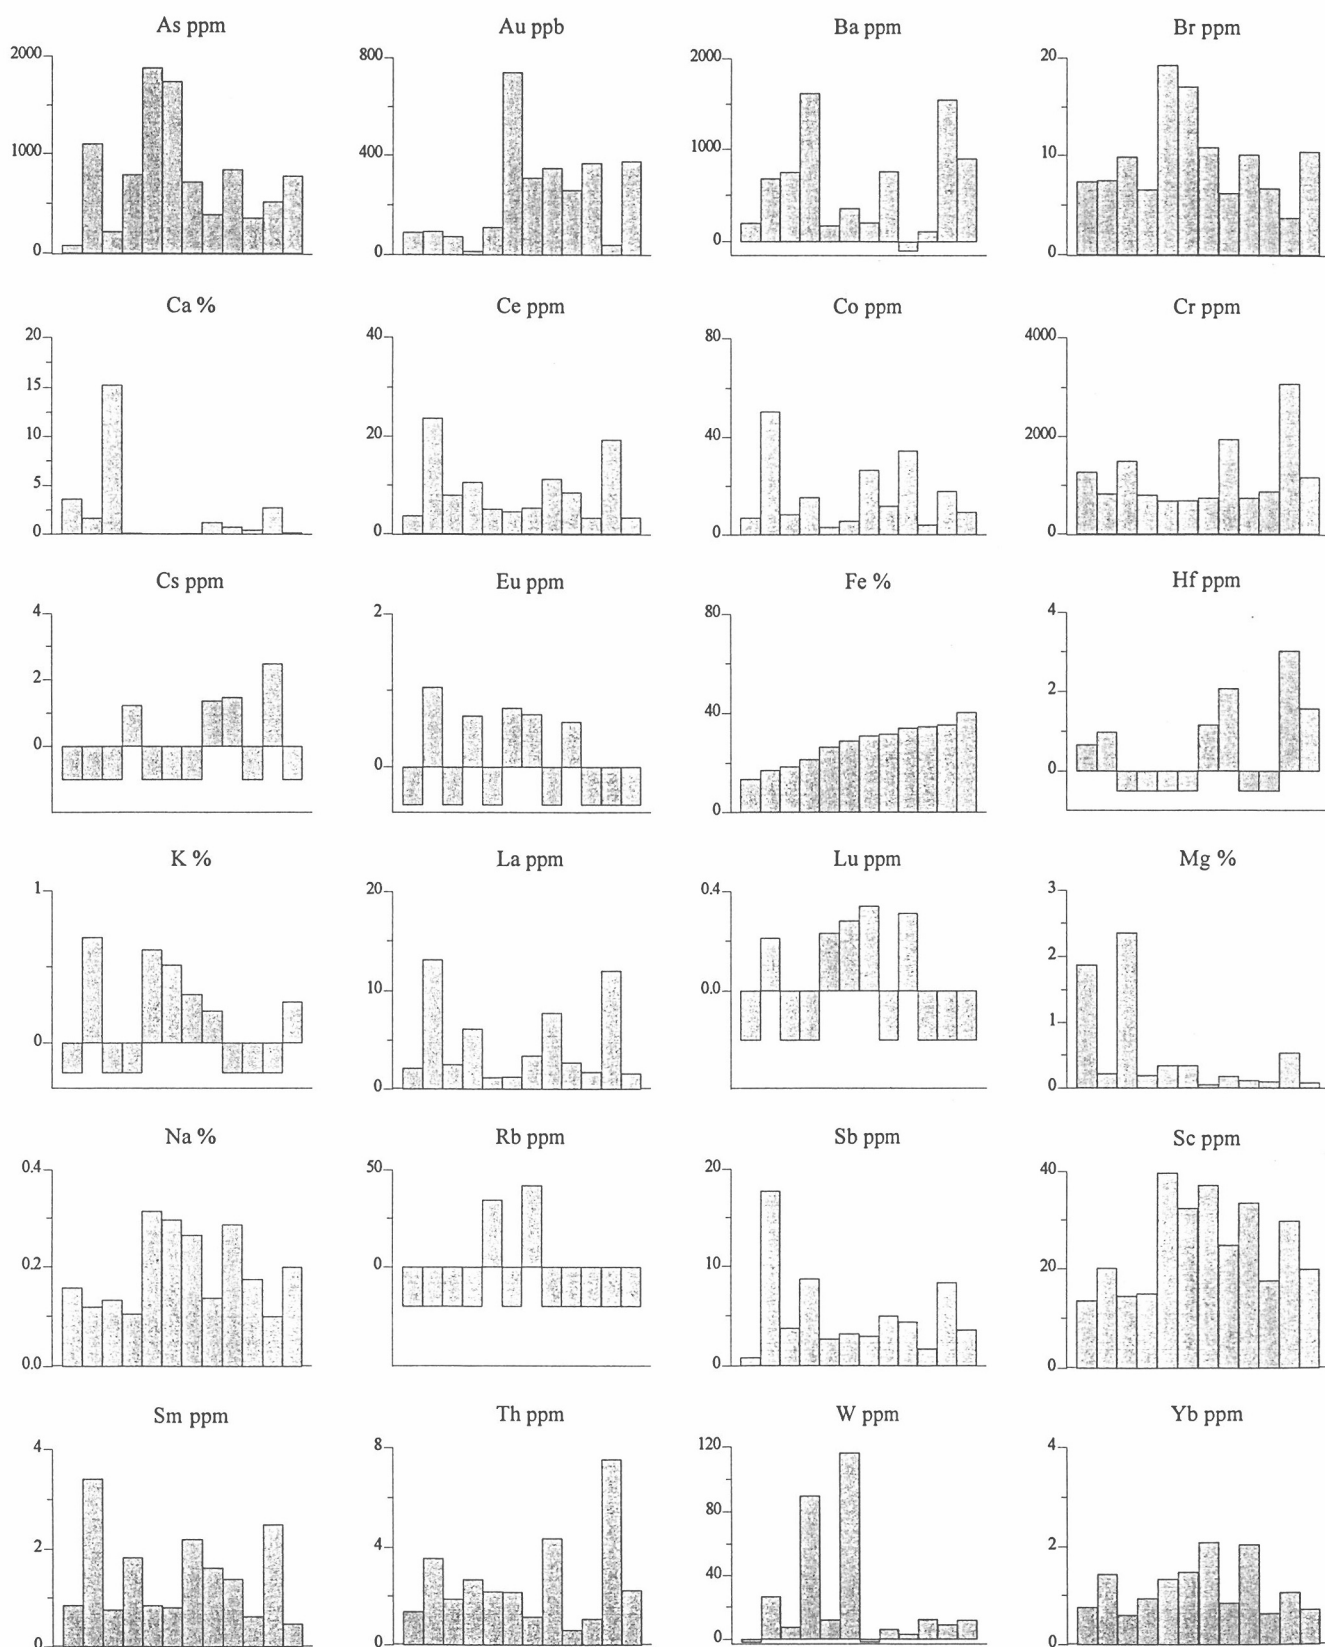 As ppm Au ppb Ba ppm Br ppm
2000 800 2000 20
1000 400 1000 10
0 0 0 0
Ca % Ce ppm Co ppm Cr ppm
20 40 80 4000
15
10 20 40 2000
5
0 0 0 0
Cs ppm Eu ppm Fe % Hf ppm
4 2 80 4
2 40 2
0 0 0 0
K % La ppm Lu ppm Mg %
1 20 0.4 3
2
10 0.0 1
0 0 0
Na % Rb ppm Sb ppm Sc ppm
0.4 50 20 40
0.2 0 10 20
0.0 0 0
Sm ppm Th ppm W ppm Yb ppm
4 8 120 4
80
2 4 40 2
0 0 0 0